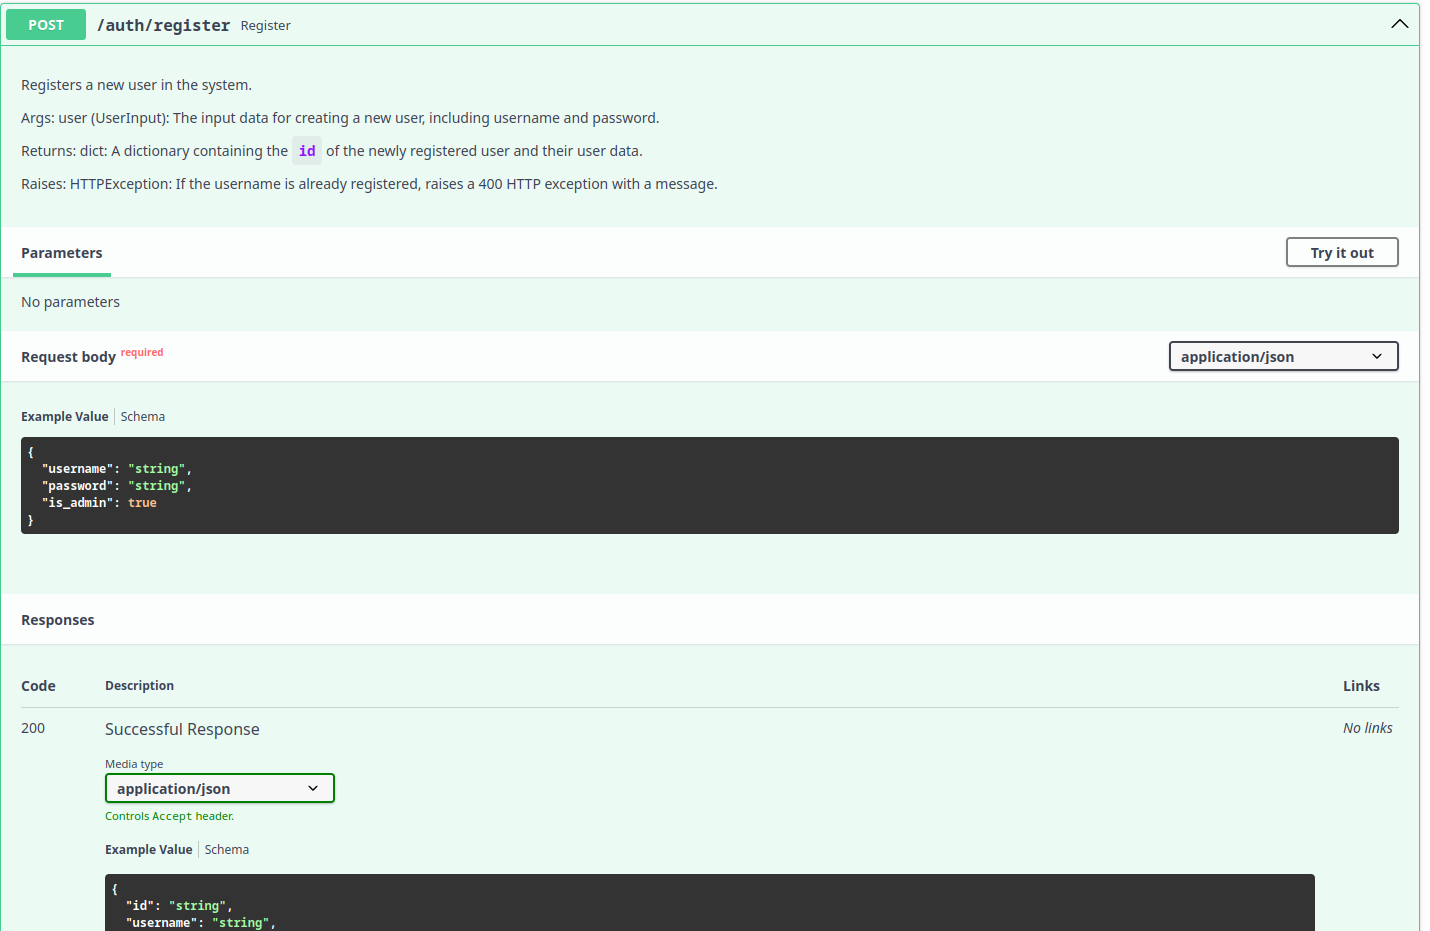 POST /auth/register Register
Registers a new user in the system.
Args: user (UserInput): The input data for creating a new user, including username and password.
Returns: dict: A dictionary containing the id of the newly registered user and their user data.
Raises: HTTPException: If the username is already registered, raises a 400 HTTP exception with a message.
Parameters Try it out
No parameters
Request body required application/json
Example Value Schema
{
"username": "string",
"password": "string",
"is_admin": true
}
Responses
Code Description Links
200 Successful Response No links
Media type
application/json
Controls Accept header.
Example Value Schema
{
"id": "string",
"username": "string",